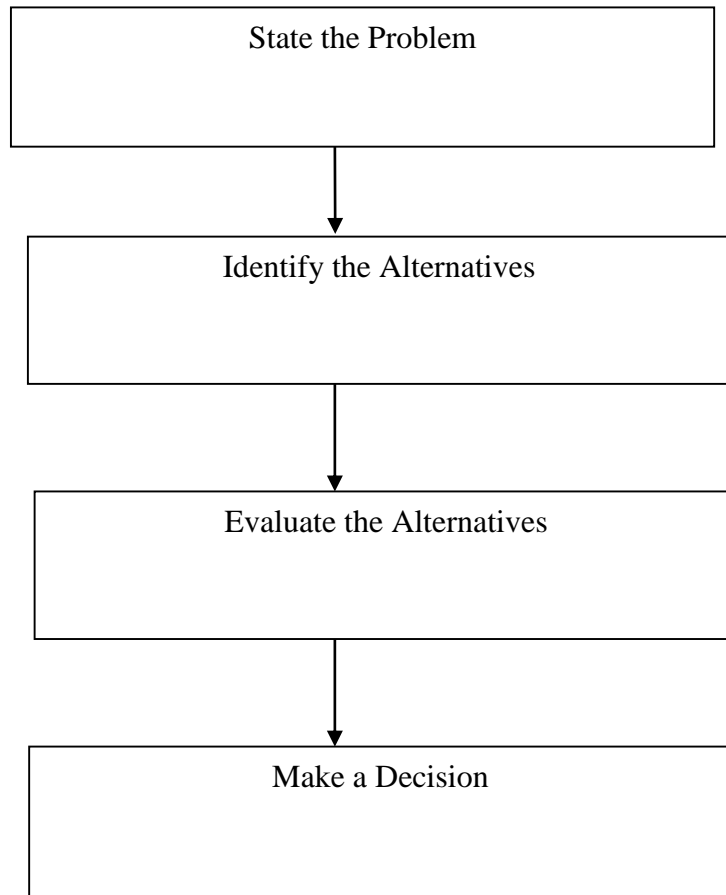 State the Problem
Identify the Alternatives
Evaluate the Alternatives
Make a Decision